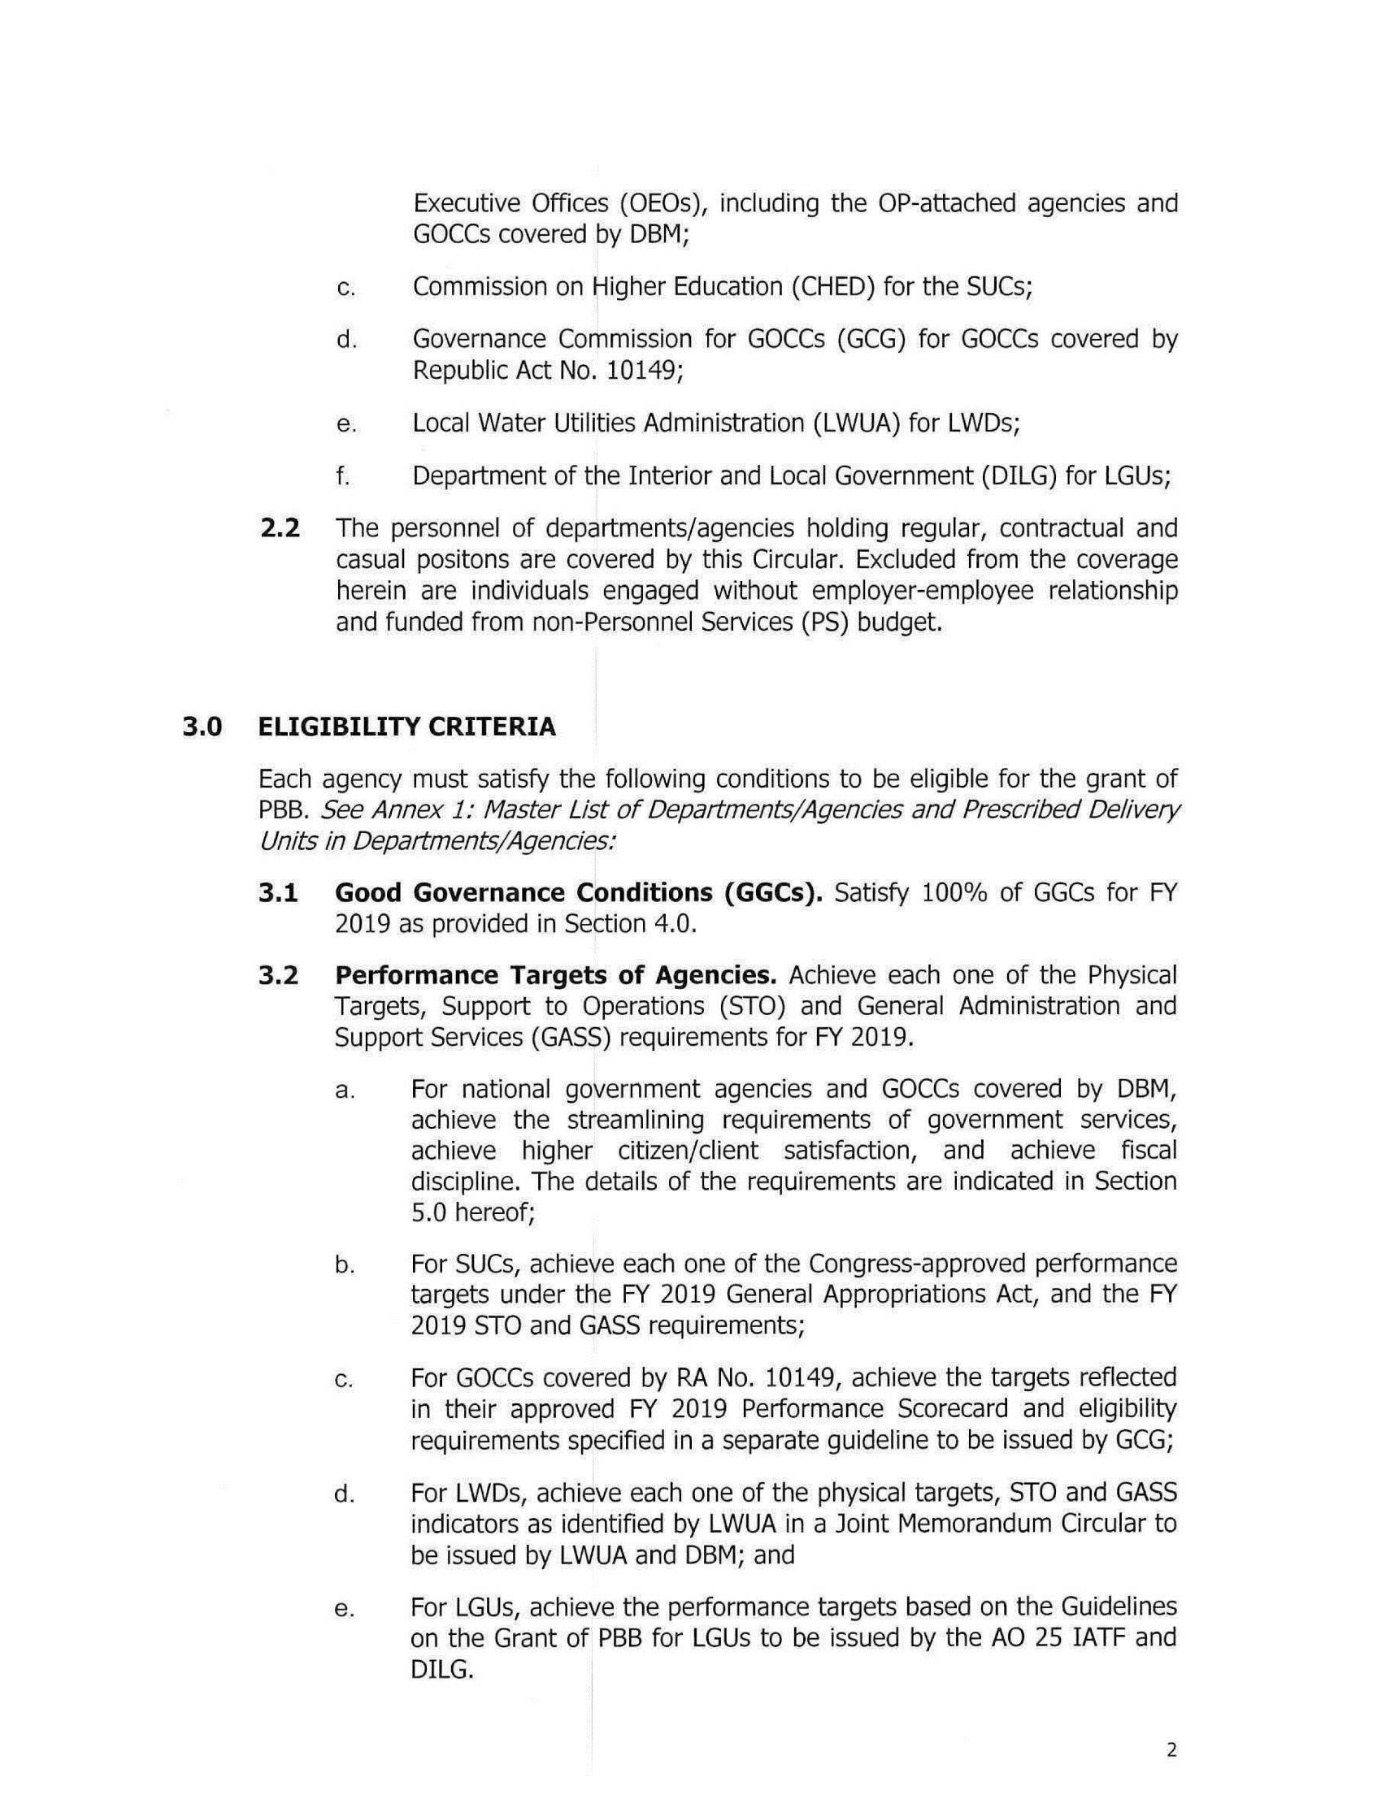 Executive Offices (OEOs), including the OP-attached agencies and
GOCCs covered by DBM;
c. Commission on Higher Education (CHED) for the SUCs;
d. Governance Commission for GOCCs (GCG) for GOCCs covered by
Republic Act No. 10149;
e. Local Water Utilities Administration (LWUA) for LWDs;
f. Department of the Interior and Local Government (DILG) for LGUs;
2.2 The personnel of departments/agencies holding regular, contractual and
casual positons are covered by this Circular. Excluded from the coverage
herein are individuals engaged without employer-employee relationship
and funded from non-Personnel Services (PS) budget.
3.0 ELIGIBILITY CRITERIA
Each agency must satisfy the following conditions to be eligible for the grant of
PBB. See Annex 1: Master List of Departments/Agencies and Prescribed Delivery
Units in Departments/Agencies:
3.1 Good Governance Conditions (GGCs). Satisfy 100% of GGCs for FY
2019 as provided in Section 4.0.
3.2 Performance Targets of Agencies. Achieve each one of the Physical
Targets, Support to Operations (STO) and General Administration and
Support Services (GASS) requirements for FY 2019.
a. For national government agencies and GOCCs covered by DBM,
achieve the streamlining requirements of government services,
achieve higher citizen/client satisfaction, and achieve fiscal
discipline. The details of the requirements are indicated in Section
5.0 hereof;
b. For SUCs, achieve each one of the Congress-approved performance
targets under the FY 2019 General Appropriations Act, and the FY
2019 STO and GASS requirements;
c. For GOCCs covered by RA No. 10149, achieve the targets reflected
in their approved FY 2019 Performance Scorecard and eligibility
requirements specified in a separate guideline to be issued by GCG;
d. For LWDs, achieve each one of the physical targets, STO and GASS
indicators as identified by LWUA in a Joint Memorandum Circular to
be issued by LWUA and DBM; and
e. For LGUs, achieve the performance targets based on the Guidelines
on the Grant of PBB for LGUs to be issued by the AO 25 IATF and
DILG.
2